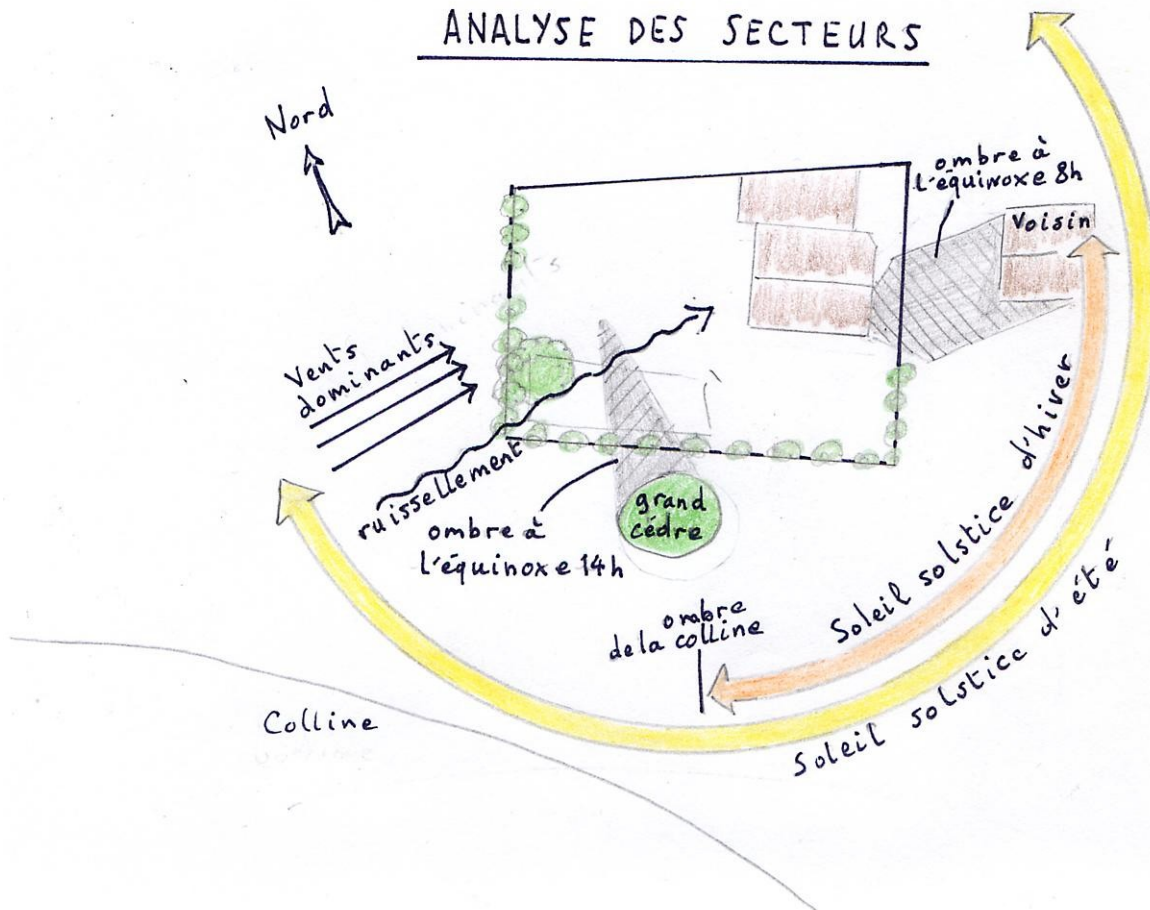 ANALYSE DES SECTEURS
Nord
ombre à
l'équinoxe 8h
Voisin
Vents
dominants
ruissellement
ombre à
l'équinoxe 14h
grand
cèdre
ombre
de la colline
Soleil solstice d'hiver
Soleil solstice d'été
Colline